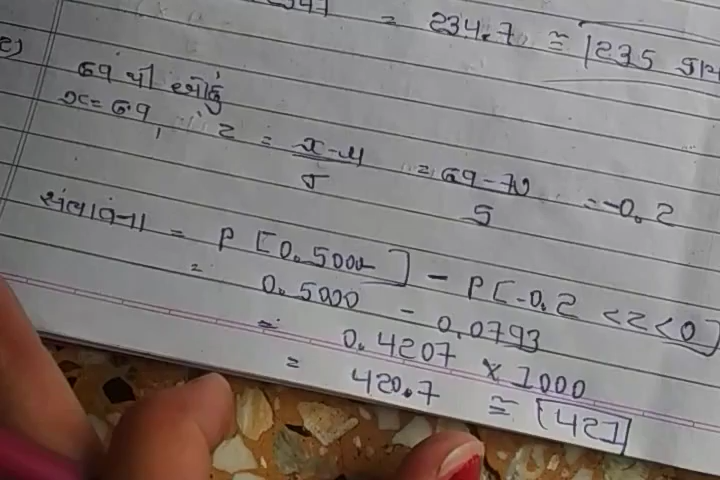 = 234.7 ≅ 235
૬૯ થી ઓછું
x = ૬૯, ∴ z = x-μ / σ = ૬૯ - ૭૦ / 5 = -0.2
સંભાવના = P [0.5000] - P[-0.2 < z < 0]
= 0.5000 - 0.0793
= 0.4207 × 1000
= 420.7 ≅ [421]